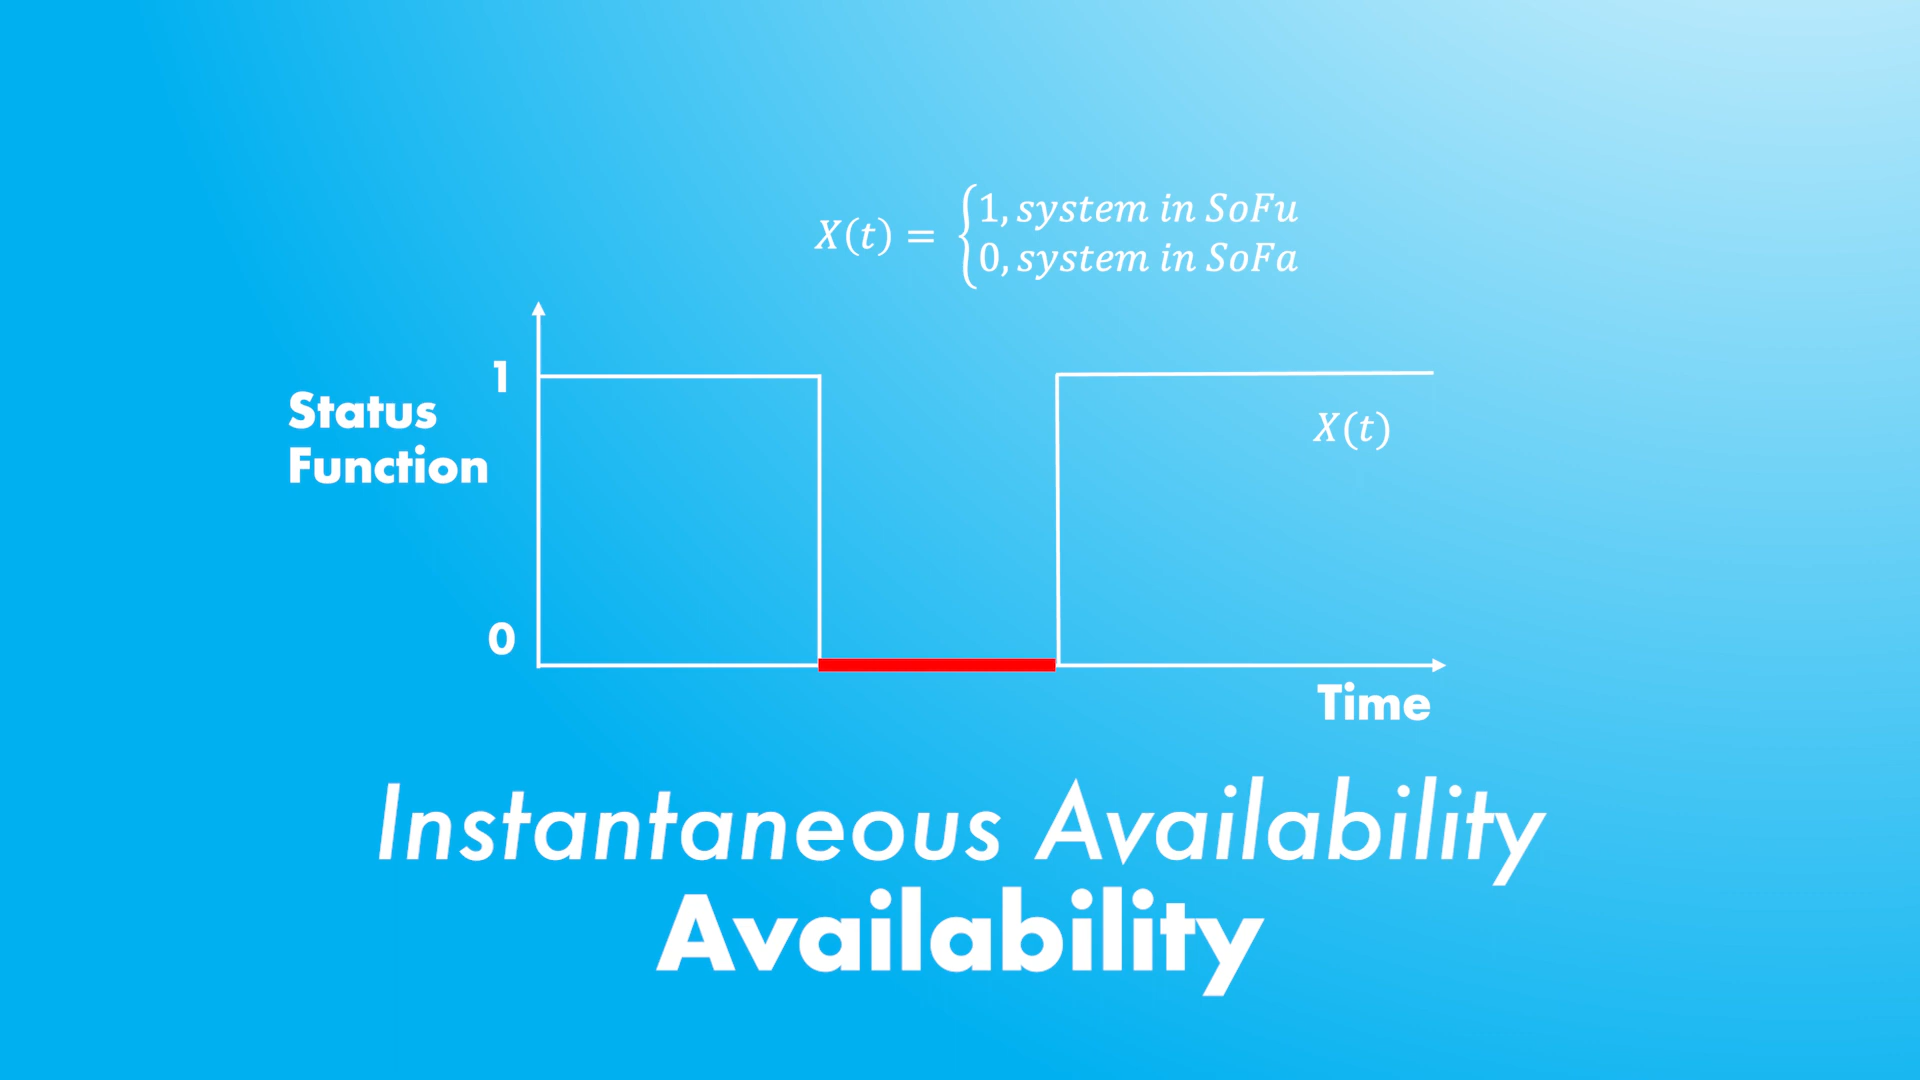 X(t) = {1, system in SoFu
0, system in SoFa
1
Status
Function
X(t)
0
Time
Instantaneous Availability
Availability